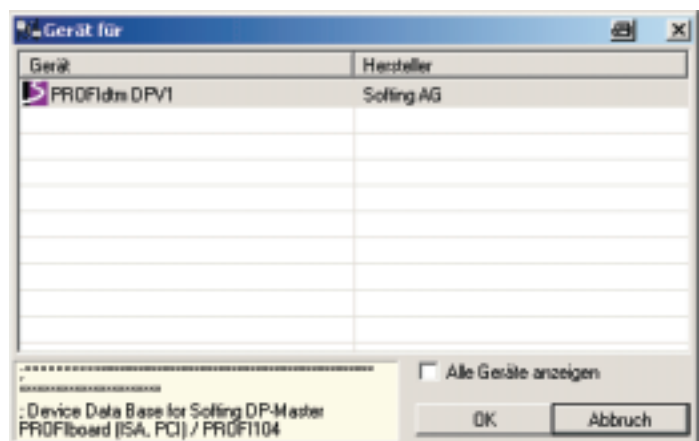 Gerät für
Gerät Hersteller
PROFIdtm DPV1 Softing AG
Alle Geräte anzeigen
; Device Data Base for Softing DP-Master
PROFIboard (ISA, PCI) / PROFI104
OK Abbruch